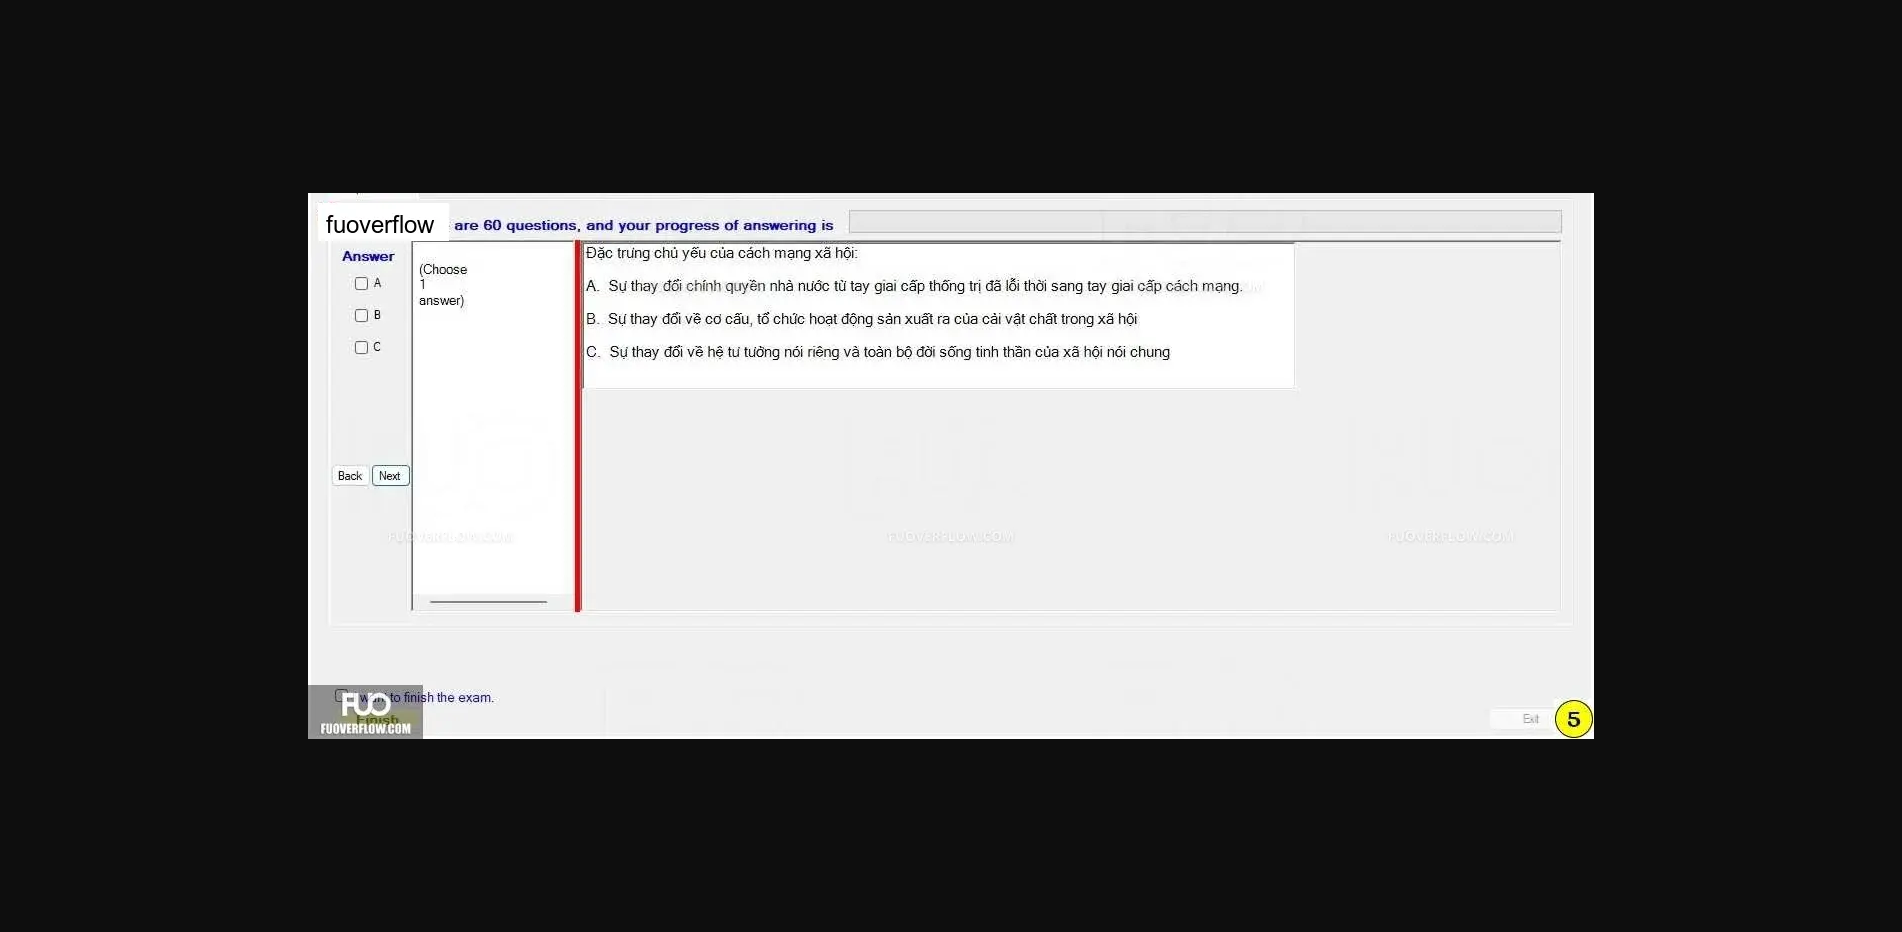 fuoverflow are 60 questions, and your progress of answering is
Answer
A
B
C
(Choose
1
answer)
Đặc trưng chủ yếu của cách mạng xã hội:
A. Sự thay đổi chính quyền nhà nước từ tay giai cấp thống trị đã lỗi thời sang tay giai cấp cách mạng.
B. Sự thay đổi về cơ cấu, tổ chức hoạt động sản xuất ra của cải vật chất trong xã hội
C. Sự thay đổi về hệ tư tưởng nói riêng và toàn bộ đời sống tinh thần của xã hội nói chung
Back Next
FUOVERFLOW.COM FUOVERFLOW.COM FUOVERFLOW.COM
want to finish the exam.
FUO
Finish
FUOVERFLOW.COM
Exit 5